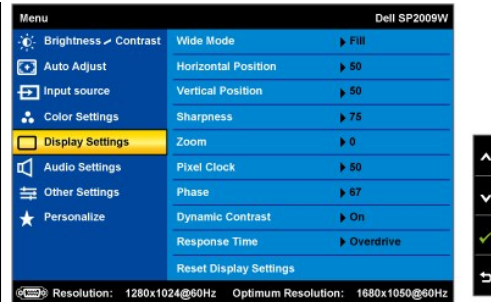 Menu Dell SP2009W
Brightness / Contrast Wide Mode Fill
Auto Adjust Horizontal Position 50
Input source Vertical Position 50
Color Settings Sharpness 75
Display Settings Zoom 0
Audio Settings Pixel Clock 50
Other Settings Phase 67
Personalize Dynamic Contrast On
Response Time Overdrive
Reset Display Settings
Resolution: 1280x1024@60Hz Optimum Resolution: 1680x1050@60Hz